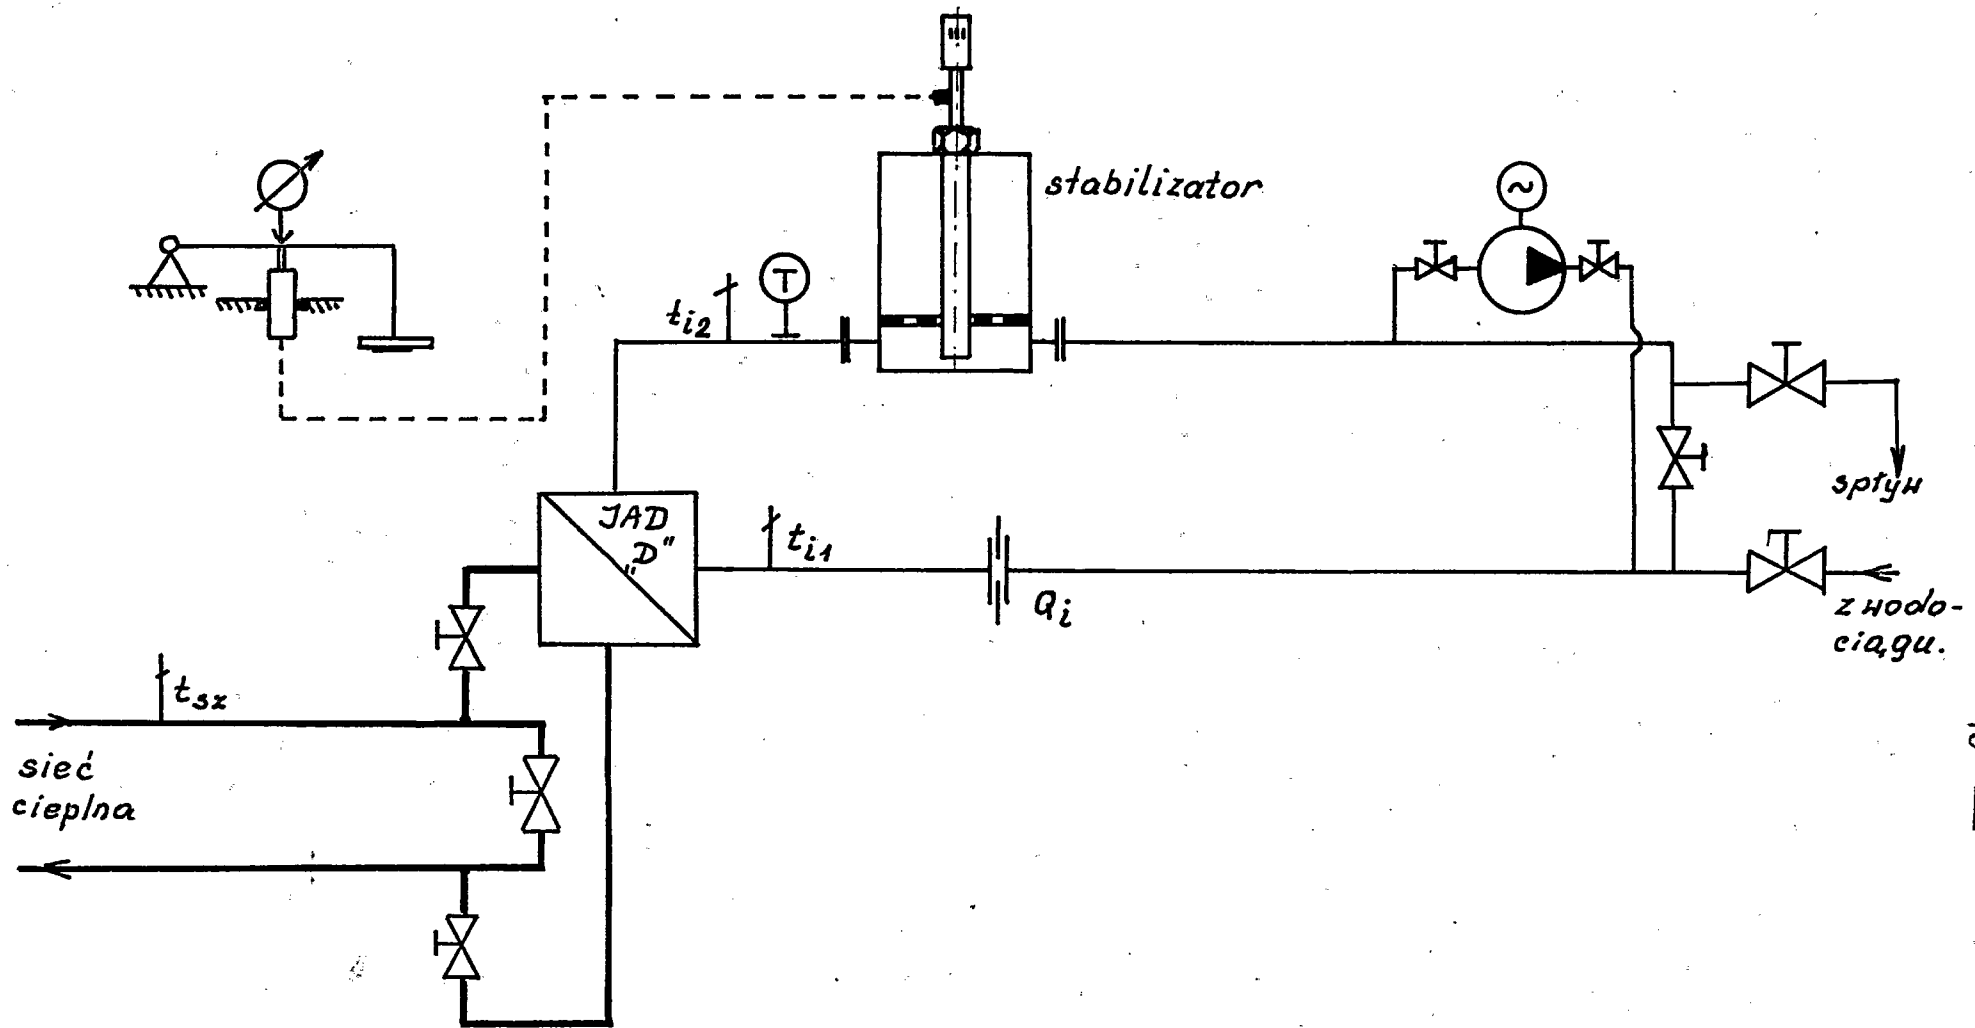 stabilizator
T
~
t_i2
spływ
JAD
„D"
t_i1
Q_i
z wodo-
ciągu.
t_sz
sieć
cieplna